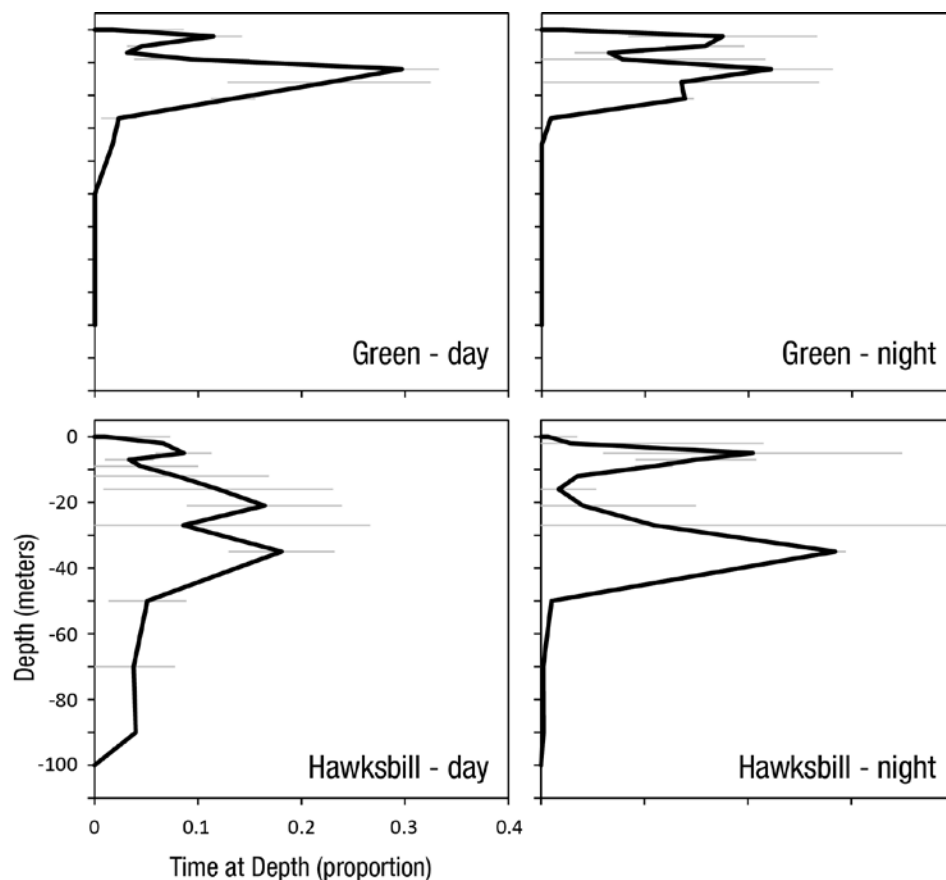 Green - day
Green - night
Depth (meters)
0
-20
-40
-60
-80
-100
Hawksbill - day
Hawksbill - night
0 0.1 0.2 0.3 0.4
Time at Depth (proportion)